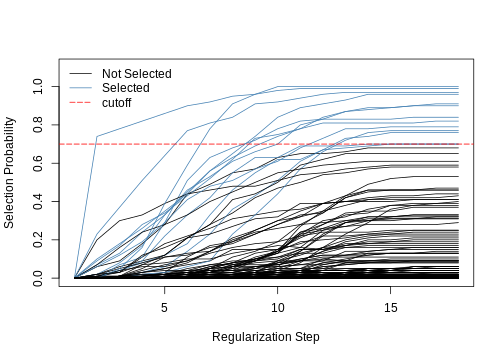 Not Selected
Selected
cutoff
Selection Probability
1.0
0.8
0.6
0.4
0.2
0.0
5
10
15
Regularization Step